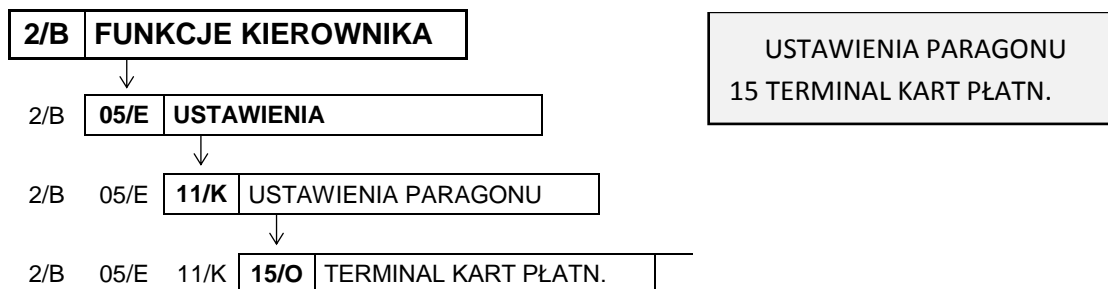 2/B FUNKCJE KIEROWNIKA
2/B 05/E USTAWIENIA
2/B 05/E 11/K USTAWIENIA PARAGONU
2/B 05/E 11/K 15/O TERMINAL KART PŁATN.
USTAWIENIA PARAGONU
15 TERMINAL KART PŁATN.